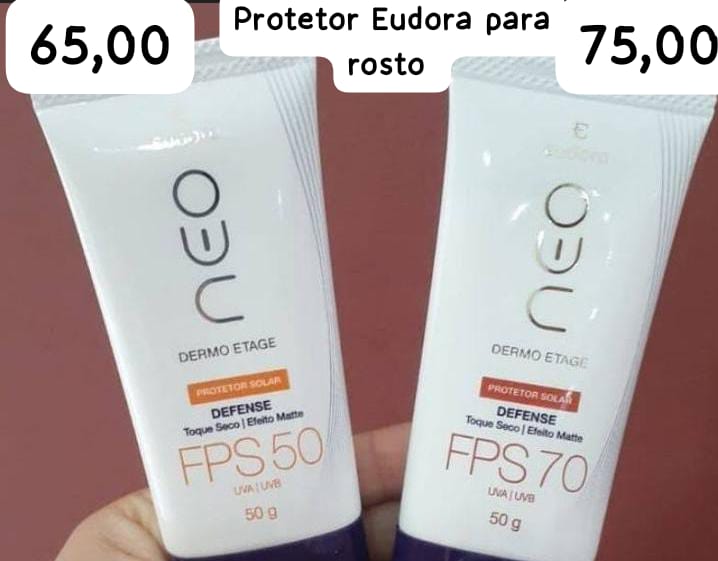 65,00
Protetor Eudora para
rosto
75,00
Eudora
NEO
DERMO ETAGE
PROTETOR SOLAR
DEFENSE
Toque Seco | Efeito Matte
FPS 50
UVA | UVB
50 g
eudora
NEO
DERMO ETAGE
PROTETOR SOLAR
DEFENSE
Toque Seco | Efeito Matte
FPS 70
UVA | UVB
50 g